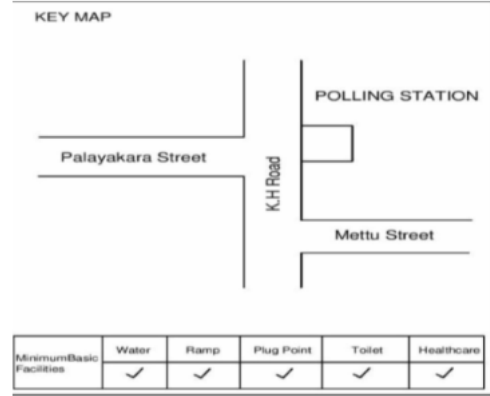 KEY MAP
POLLING STATION
Palayakara Street
K.H Road
Mettu Street
MinimumBasic Facilities
Water Ramp Plug Point Toilet Healthcare
✓ ✓ ✓ ✓ ✓